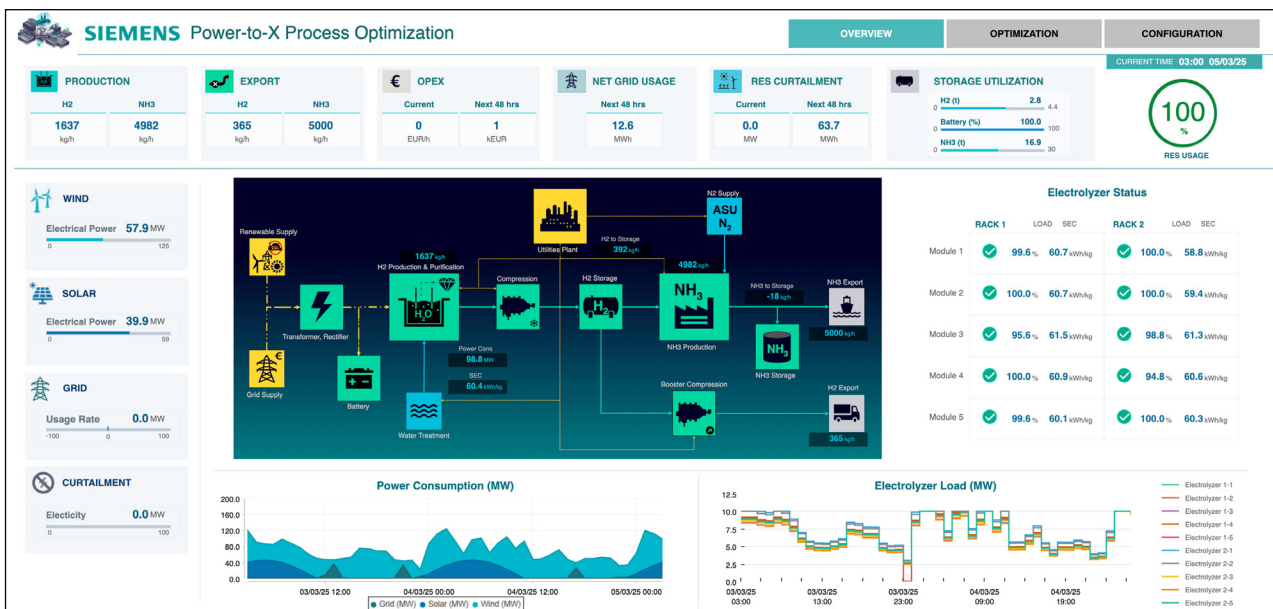 SIEMENS Power-to-X Process Optimization
OVERVIEW
OPTIMIZATION
CONFIGURATION
CURRENT TIME 03:00 05/03/25
PRODUCTION
H2 NH3
1637 4982
kg/h kg/h
EXPORT
H2 NH3
365 5000
kg/h kg/h
€ OPEX
Current Next 48 hrs
0 1
EUR/h kEUR
NET GRID USAGE
Next 48 hrs
12.6
MWh
RES CURTAILMENT
Current Next 48 hrs
0.0 63.7
MW MWh
STORAGE UTILIZATION
H2 (t) 2.8
0 4.4
Battery (%) 100.0
0 100
NH3 (t) 16.9
0 30
100
%
RES USAGE
WIND
Electrical Power 57.9 MW
0 125
SOLAR
Electrical Power 39.9 MW
0 59
GRID
Usage Rate 0.0 MW
-100 0 100
CURTAILMENT
Electicity 0.0 MW
0 100
Renewable Supply
€
Grid Supply
Transformer, Rectifier
Battery
1637 kg/h
H2 Production & Purification
H₂O
Power Cons
98.8 MW
SEC
60.4 kWh/kg
Water Treatment
Compression
Utilities Plant
H2 to Storage
392 kg/h
H2 Storage
H₂
N2 Supply
ASU
N₂
4982 kg/h
NH₃
NH3 Production
NH3 to Storage
-18 kg/h
NH₃
NH3 Storage
NH3 Export
5000 kg/h
Booster Compression
H2 Export
365 kg/h
Electrolyzer Status
RACK 1 LOAD SEC RACK 2 LOAD SEC
Module 1 99.6 % 60.7 kWh/kg 100.0 % 58.8 kWh/kg
Module 2 100.0 % 60.7 kWh/kg 100.0 % 59.4 kWh/kg
Module 3 95.6 % 61.5 kWh/kg 98.8 % 61.3 kWh/kg
Module 4 100.0 % 60.9 kWh/kg 94.8 % 60.6 kWh/kg
Module 5 99.6 % 60.1 kWh/kg 100.0 % 60.3 kWh/kg
Power Consumption (MW)
200.0
160.0
120.0
80.0
40.0
0.0
03/03/25 12:00 04/03/25 00:00 04/03/25 12:00 05/03/25 00:00
Grid (MW) Solar (MW) Wind (MW)
Electrolyzer Load (MW)
12.5
10.0
7.5
5.0
2.5
0.0
03/03/25 03/03/25 03/03/25 04/03/25 04/03/25
03:00 13:00 23:00 09:00 19:00
Electrolyzer 1-1
Electrolyzer 1-2
Electrolyzer 1-3
Electrolyzer 1-4
Electrolyzer 1-5
Electrolyzer 2-1
Electrolyzer 2-2
Electrolyzer 2-3
Electrolyzer 2-4
Electrolyzer 2-5